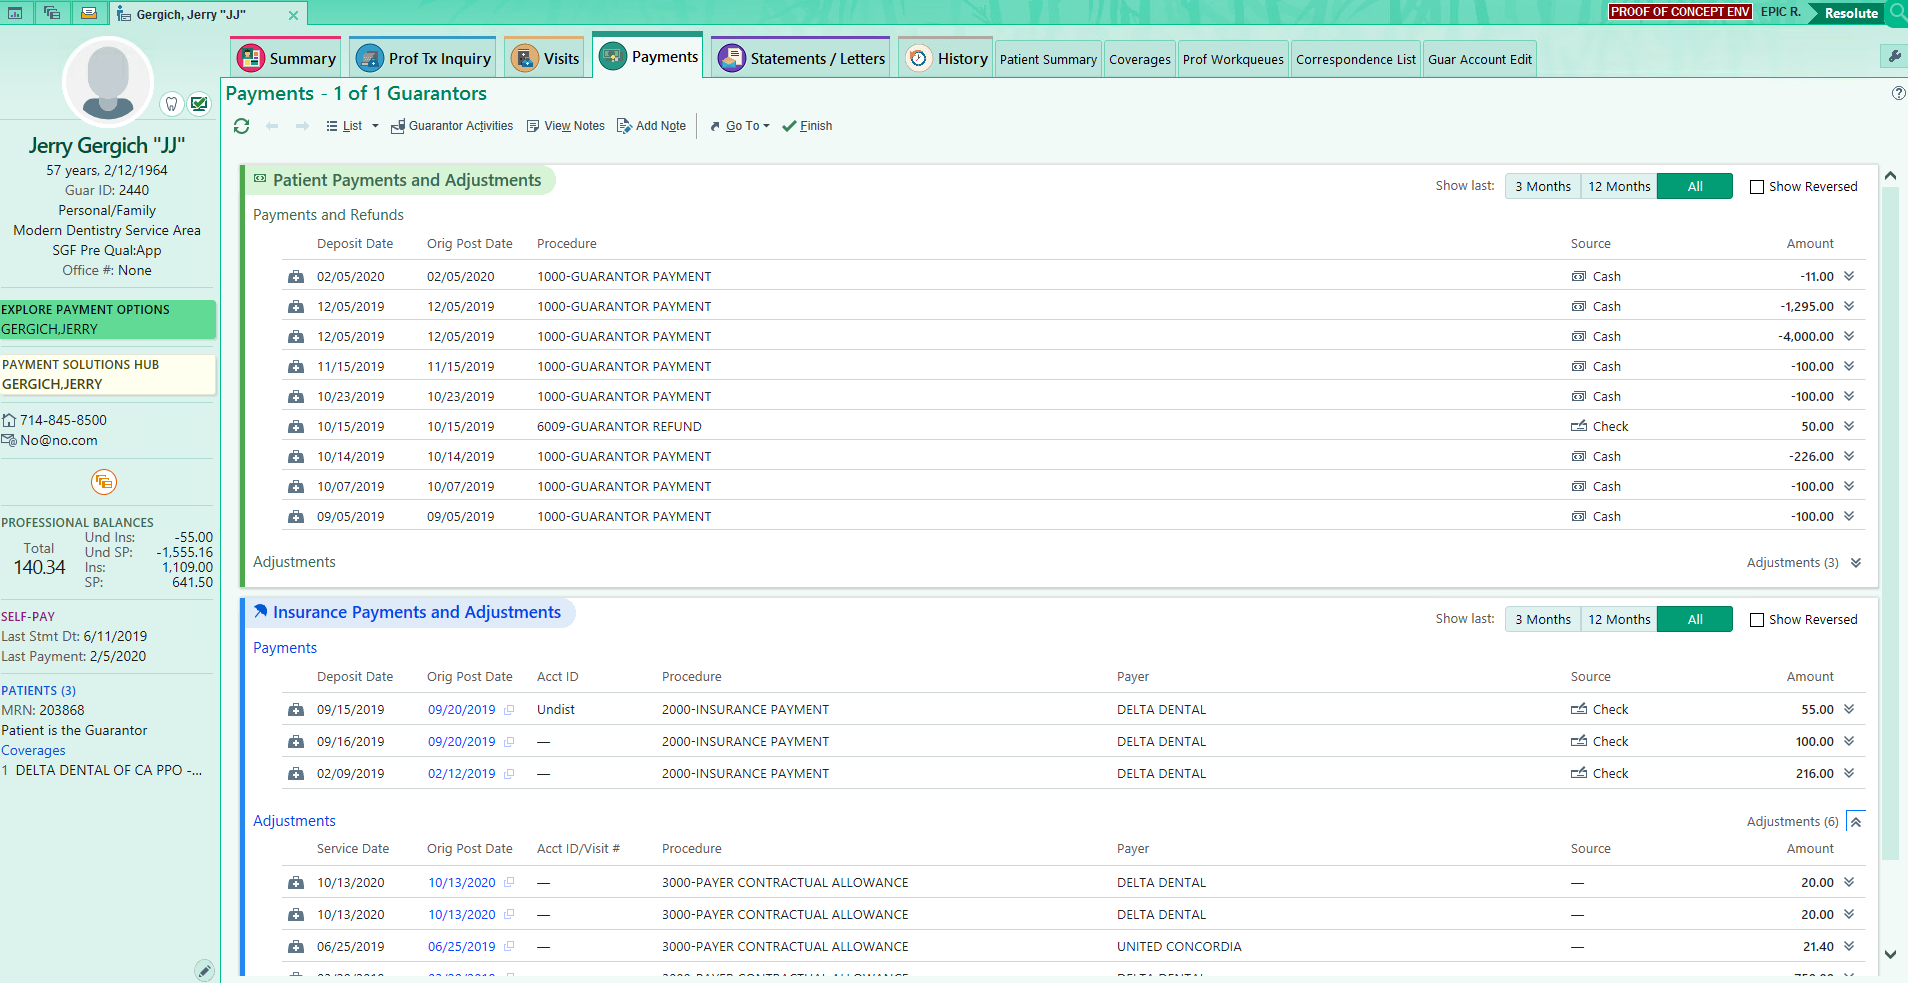 Gergich, Jerry "JJ"
PROOF OF CONCEPT ENV EPIC R. Resolute
Summary Prof Tx Inquiry Visits Payments Statements / Letters History Patient Summary Coverages Prof Workqueues Correspondence List Guar Account Edit
Payments - 1 of 1 Guarantors
List Guarantor Activities View Notes Add Note Go To Finish
Jerry Gergich "JJ"
57 years, 2/12/1964
Guar ID: 2440
Personal/Family
Modern Dentistry Service Area
SGF Pre Qual:App
Office #: None
EXPLORE PAYMENT OPTIONS
GERGICH,JERRY
PAYMENT SOLUTIONS HUB
GERGICH,JERRY
714-845-8500
No@no.com
PROFESSIONAL BALANCES
Total
140.34
Und Ins: -55.00
Und SP: -1,555.16
Ins: 1,109.00
SP: 641.50
SELF-PAY
Last Stmt Dt: 6/11/2019
Last Payment: 2/5/2020
PATIENTS (3)
MRN: 203868
Patient is the Guarantor
Coverages
1 DELTA DENTAL OF CA PPO -...
Patient Payments and Adjustments
Show last: 3 Months 12 Months All Show Reversed
Payments and Refunds
Deposit Date Orig Post Date Procedure Source Amount
02/05/2020 02/05/2020 1000-GUARANTOR PAYMENT Cash -11.00
12/05/2019 12/05/2019 1000-GUARANTOR PAYMENT Cash -1,295.00
12/05/2019 12/05/2019 1000-GUARANTOR PAYMENT Cash -4,000.00
11/15/2019 11/15/2019 1000-GUARANTOR PAYMENT Cash -100.00
10/23/2019 10/23/2019 1000-GUARANTOR PAYMENT Cash -100.00
10/15/2019 10/15/2019 6009-GUARANTOR REFUND Check 50.00
10/14/2019 10/14/2019 1000-GUARANTOR PAYMENT Cash -226.00
10/07/2019 10/07/2019 1000-GUARANTOR PAYMENT Cash -100.00
09/05/2019 09/05/2019 1000-GUARANTOR PAYMENT Cash -100.00
Adjustments Adjustments (3)
Insurance Payments and Adjustments
Show last: 3 Months 12 Months All Show Reversed
Payments
Deposit Date Orig Post Date Acct ID Procedure Payer Source Amount
09/15/2019 09/20/2019 Undist 2000-INSURANCE PAYMENT DELTA DENTAL Check 55.00
09/16/2019 09/20/2019 — 2000-INSURANCE PAYMENT DELTA DENTAL Check 100.00
02/09/2019 02/12/2019 — 2000-INSURANCE PAYMENT DELTA DENTAL Check 216.00
Adjustments Adjustments (6)
Service Date Orig Post Date Acct ID/Visit # Procedure Payer Source Amount
10/13/2020 10/13/2020 — 3000-PAYER CONTRACTUAL ALLOWANCE DELTA DENTAL — 20.00
10/13/2020 10/13/2020 — 3000-PAYER CONTRACTUAL ALLOWANCE DELTA DENTAL — 20.00
06/25/2019 06/25/2019 — 3000-PAYER CONTRACTUAL ALLOWANCE UNITED CONCORDIA — 21.40